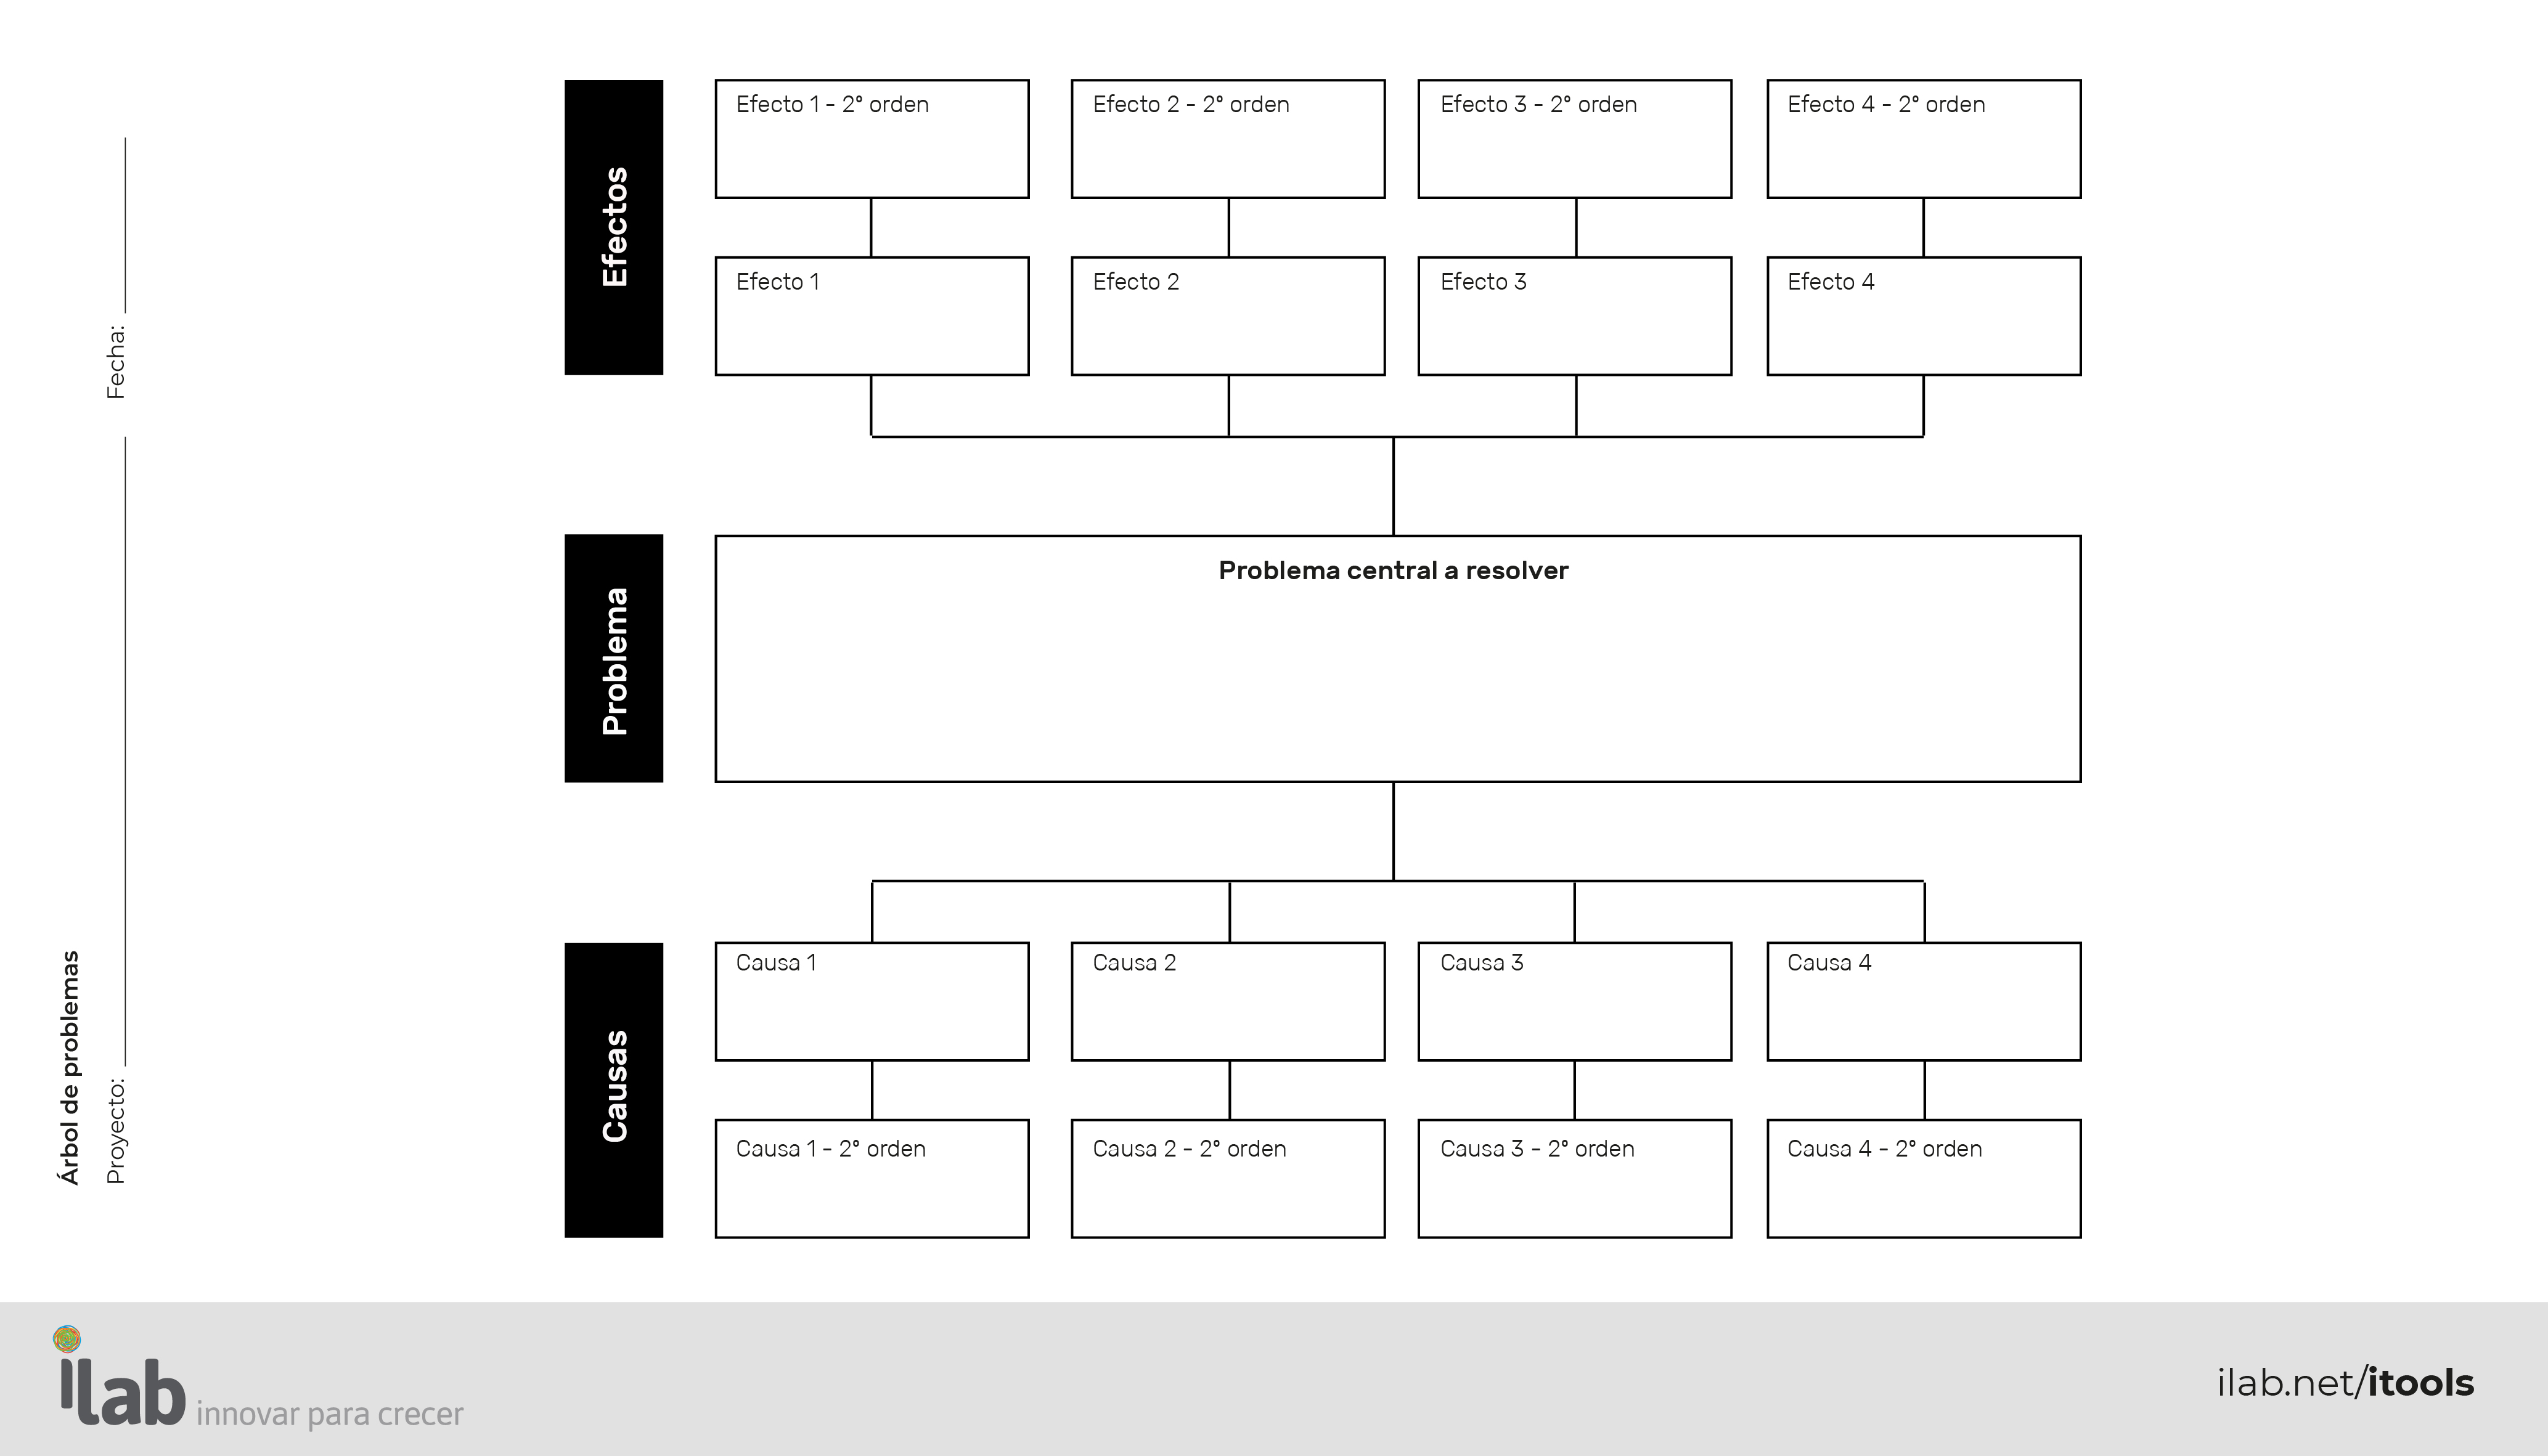 Árbol de problemas
Proyecto: Fecha:
Efectos
Efecto 1 - 2° orden
Efecto 2 - 2° orden
Efecto 3 - 2° orden
Efecto 4 - 2° orden
Efecto 1
Efecto 2
Efecto 3
Efecto 4
Problema
Problema central a resolver
Causas
Causa 1
Causa 2
Causa 3
Causa 4
Causa 1 - 2° orden
Causa 2 - 2° orden
Causa 3 - 2° orden
Causa 4 - 2° orden
ilab innovar para crecer
ilab.net/itools